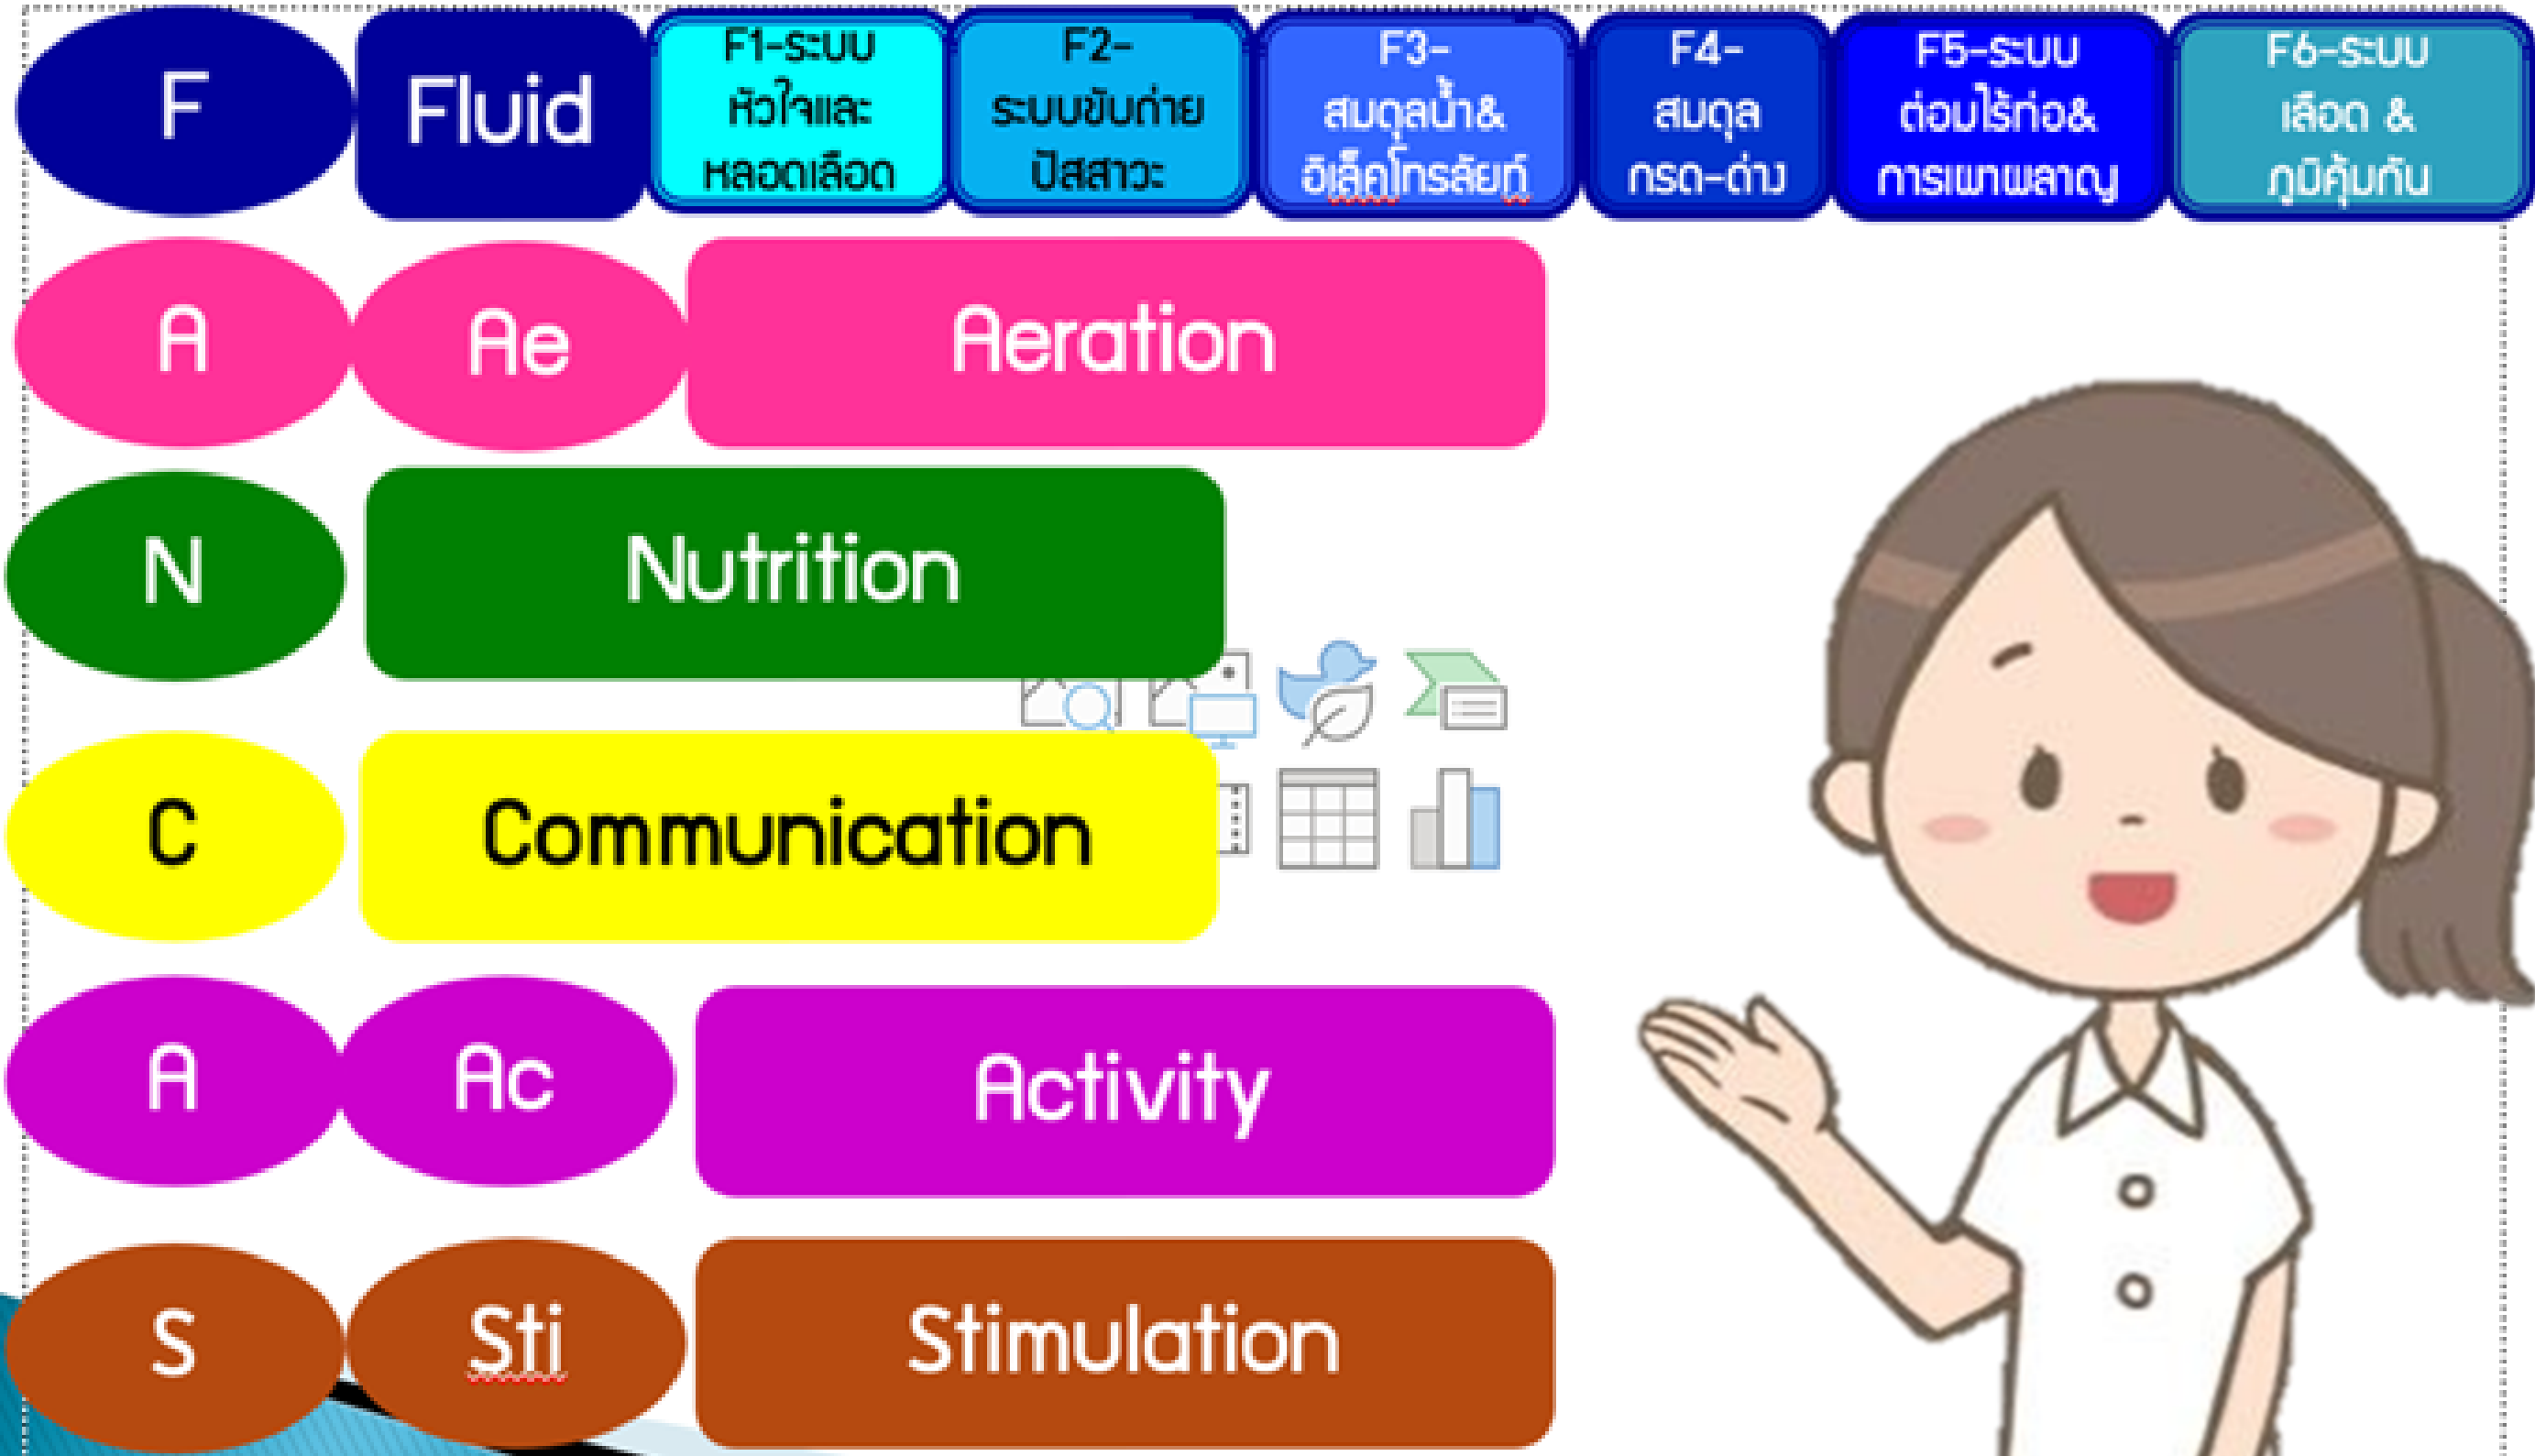 F
Fluid
F1-ระบบ
หัวใจและ
หลอดเลือด
F2-
ระบบขับถ่าย
ปัสสาวะ
F3-
สมดุลน้ำ&
อิเล็คโทรลัยท์
F4-
สมดุล
กรด-ด่าง
F5-ระบบ
ต่อมไร้ท่อ&
การเผาผลาญ
F6-ระบบ
เลือด &
ภูมิคุ้มกัน
A
Ae
Aeration
N
Nutrition
C
Communication
A
Ac
Activity
S
Sti
Stimulation